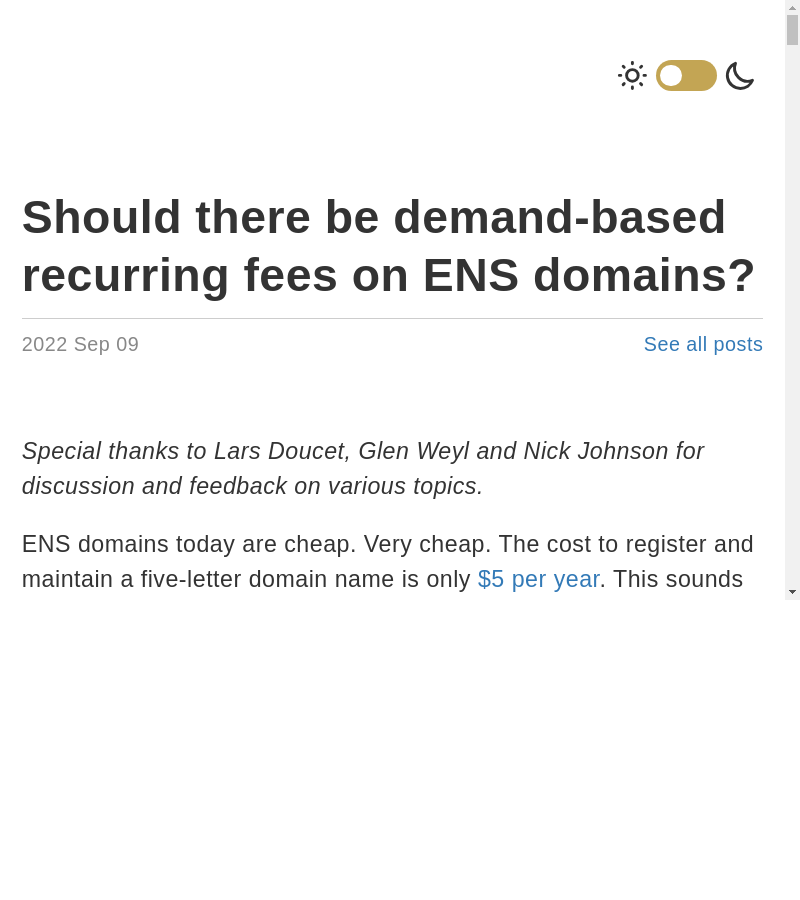 Should there be demand-based
recurring fees on ENS domains?
2022 Sep 09
See all posts
Special thanks to Lars Doucet, Glen Weyl and Nick Johnson for
discussion and feedback on various topics.
ENS domains today are cheap. Very cheap. The cost to register and
maintain a five-letter domain name is only $5 per year. This sounds